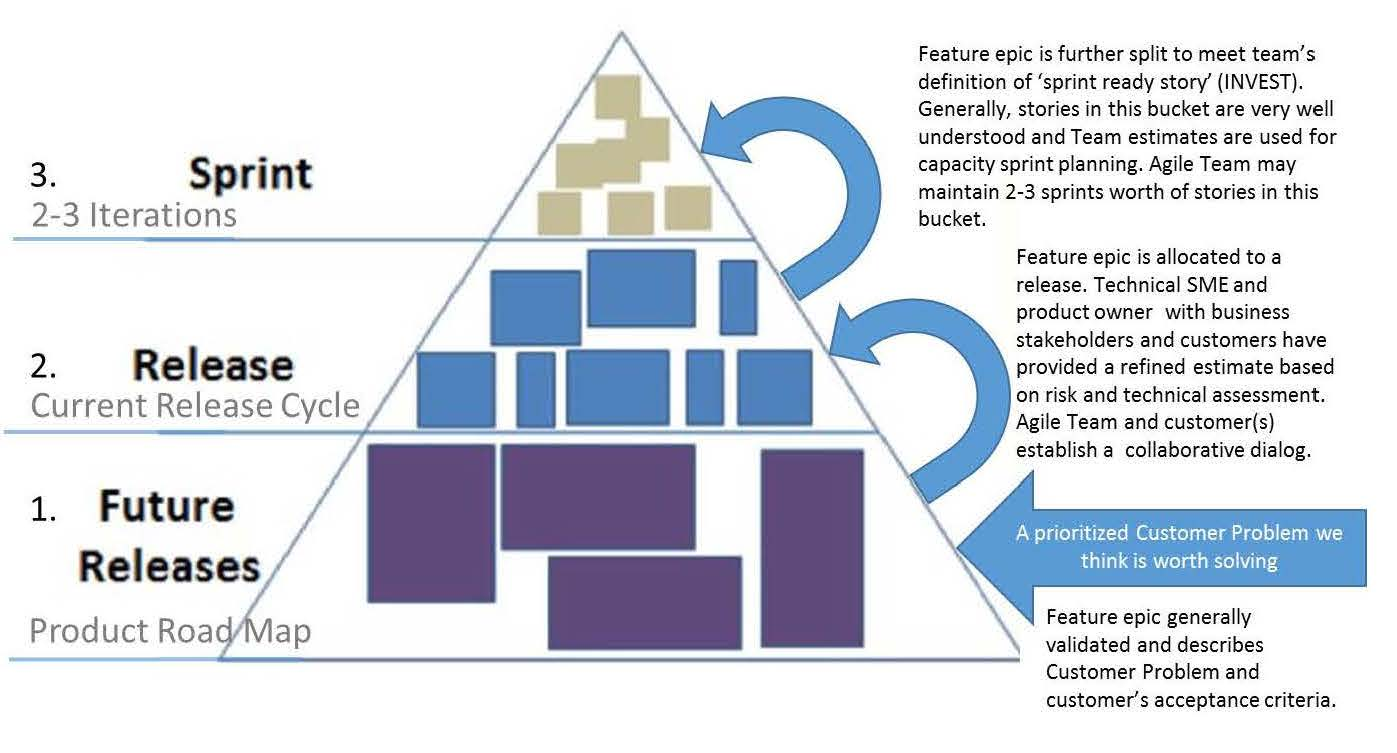 Feature epic is further split to meet team's
definition of 'sprint ready story' (INVEST).
Generally, stories in this bucket are very well
understood and Team estimates are used for
capacity sprint planning. Agile Team may
maintain 2-3 sprints worth of stories in this
bucket.
3. Sprint
2-3 Iterations
Feature epic is allocated to a
release. Technical SME and
product owner with business
stakeholders and customers have
provided a refined estimate based
on risk and technical assessment.
Agile Team and customer(s)
establish a collaborative dialog.
2. Release
Current Release Cycle
1. Future
Releases
Product Road Map
A prioritized Customer Problem we
think is worth solving
Feature epic generally
validated and describes
Customer Problem and
customer's acceptance criteria.